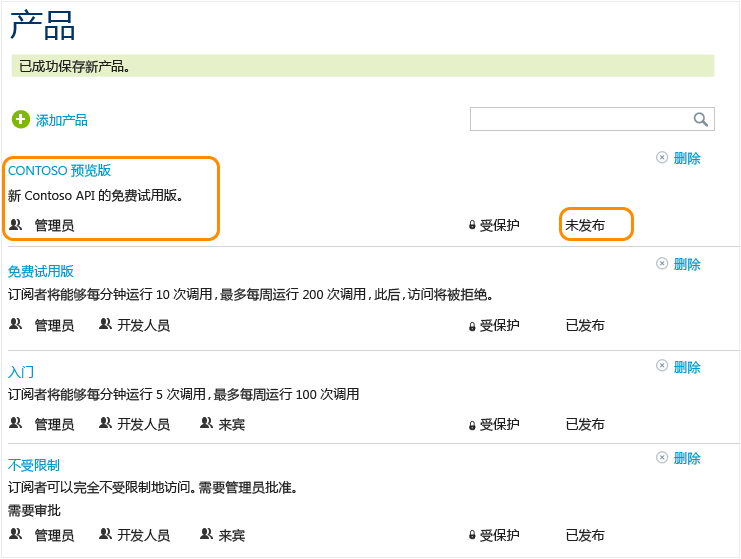 产品
已成功保存新产品。
添加产品
CONTOSO 预览版 删除
新 Contoso API 的免费试用版。
管理员 受保护 未发布
免费试用版 删除
订阅者将能够每分钟运行 10 次调用，最多每周运行 200 次调用，此后，访问将被拒绝。
管理员 开发人员 受保护 已发布
入门 删除
订阅者将能够每分钟运行 5 次调用，最多每周运行 100 次调用
管理员 开发人员 来宾 受保护 已发布
不受限制 删除
订阅者可以完全不受限制地访问。需要管理员批准。
需要审批
管理员 开发人员 来宾 受保护 已发布